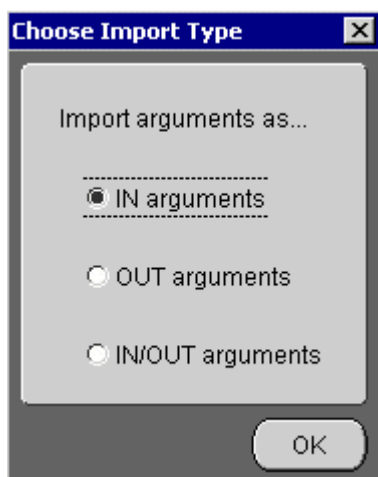 Choose Import Type
Import arguments as...
IN arguments
OUT arguments
IN/OUT arguments
OK